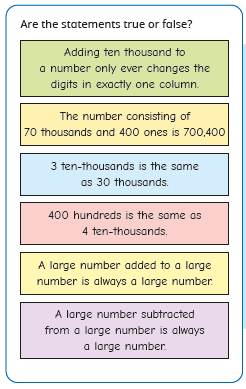 Are the statements true or false?
Adding ten thousand to
a number only ever changes the
digits in exactly one column.
The number consisting of
70 thousands and 400 ones is 700,400
3 ten-thousands is the same
as 30 thousands.
400 hundreds is the same as
4 ten-thousands.
A large number added to a large
number is always a large number.
A large number subtracted
from a large number is always
a large number.